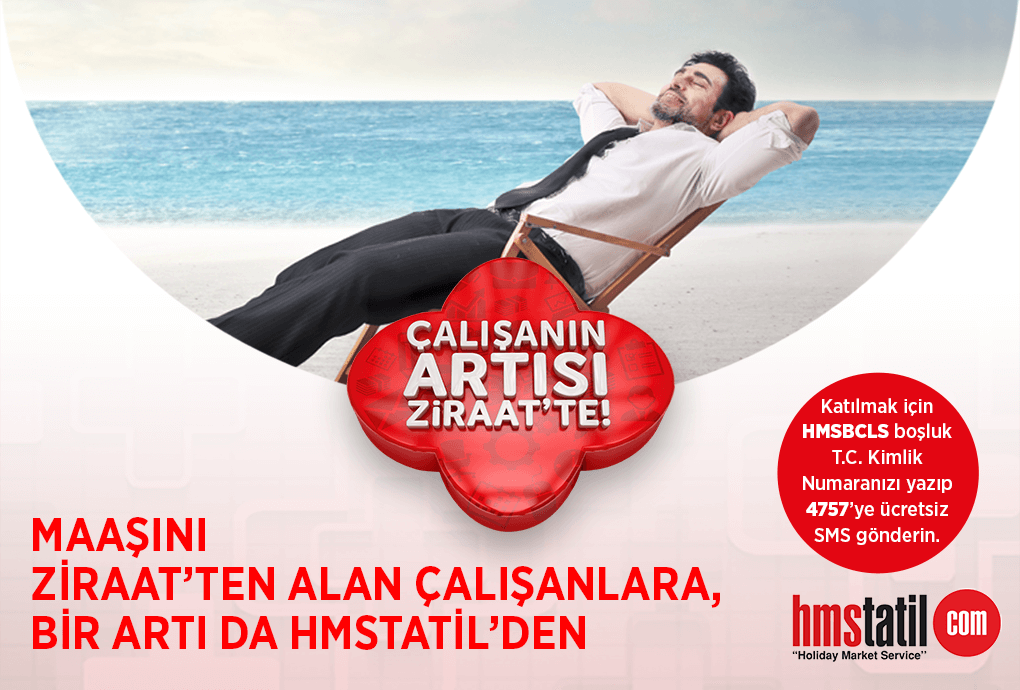 ÇALIŞANIN
ARTISI
ZİRAAT'TE!
Katılmak için
HMSBCLS boşluk
T.C. Kimlik
Numaranızı yazıp
4757'ye ücretsiz
SMS gönderin.
MAAŞINI
ZİRAAT'TEN ALAN ÇALIŞANLARA,
BİR ARTI DA HMSTATİL'DEN
hmstatil com
"Holiday Market Service"